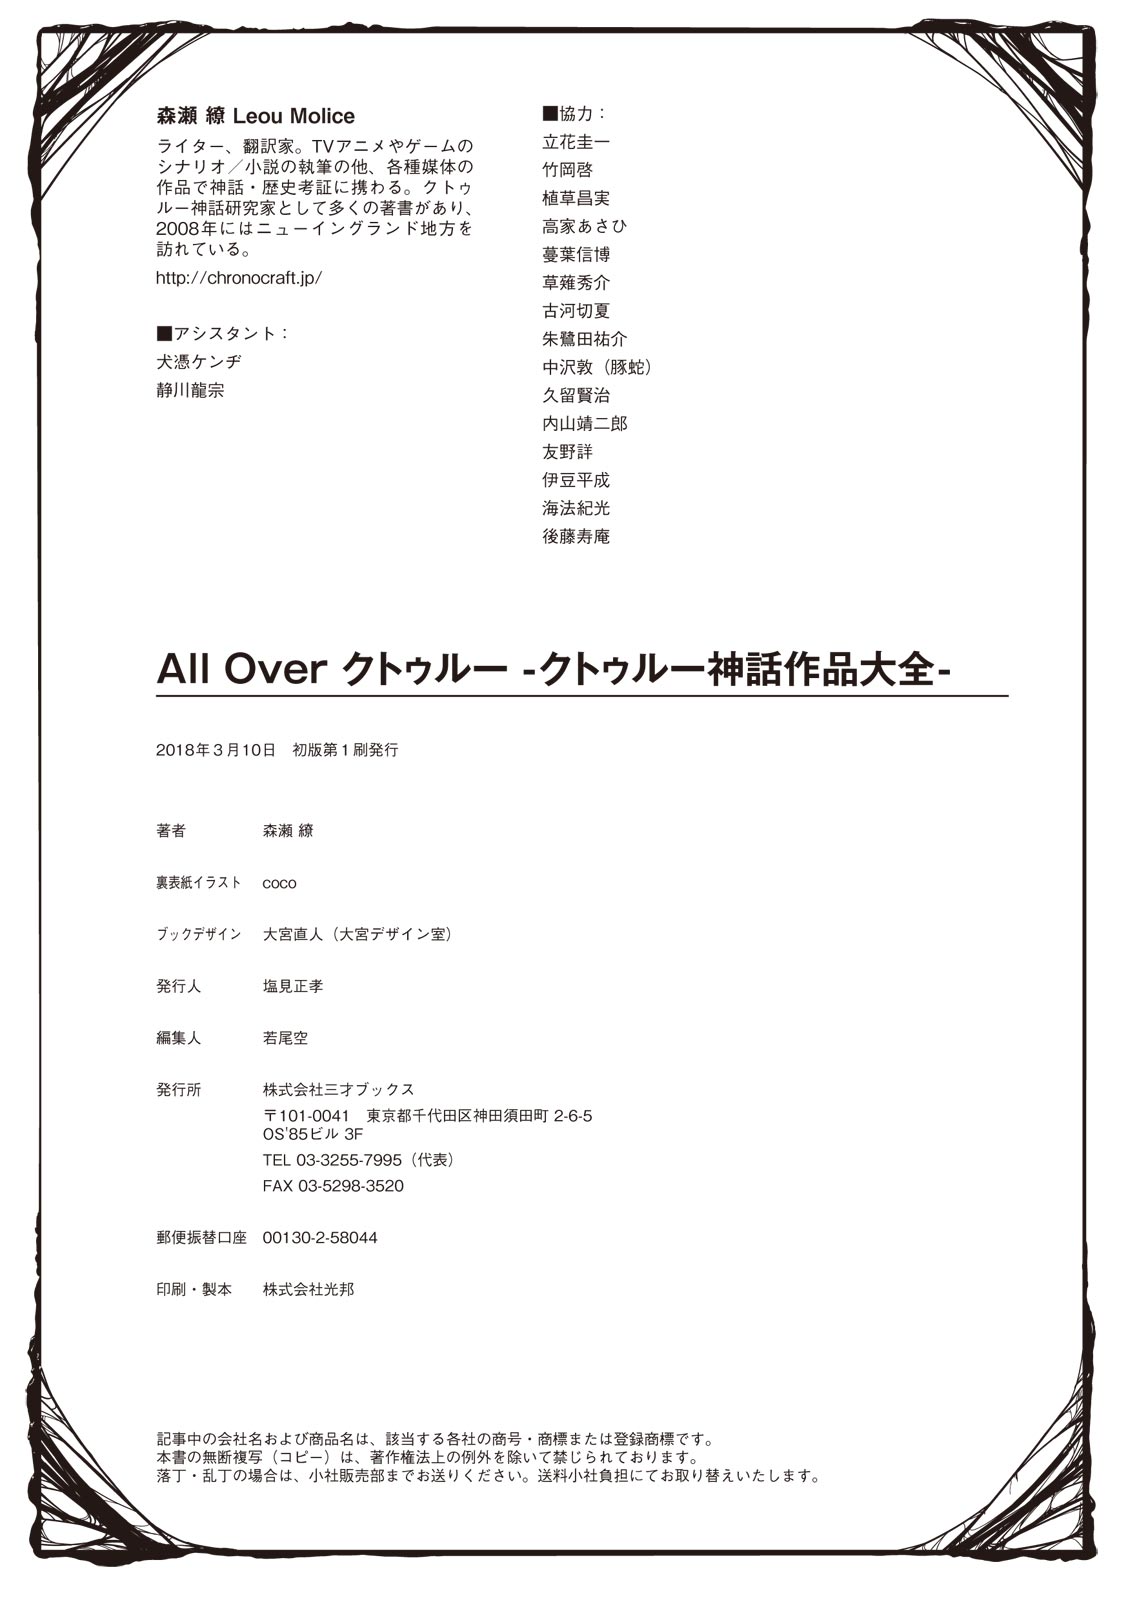 森瀬 繚 Leou Molice
ライター、翻訳家。TVアニメやゲームの
シナリオ／小説の執筆の他、各種媒体の
作品で神話・歴史考証に携わる。クトゥ
ルー神話研究家として多くの著書があり、
2008年にはニューイングランド地方を
訪れている。
http://chronocraft.jp/
■アシスタント：
犬憑ケンヂ
静川龍宗
■協力：
立花圭一
竹岡啓
植草昌実
高家あさひ
蔓葉信博
草薙秀介
古河切夏
朱鷺田祐介
中沢敦（豚蛇）
久留賢治
内山靖二郎
友野詳
伊豆平成
海法紀光
後藤寿庵
All Over クトゥルー -クトゥルー神話作品大全-
2018年３月10日　初版第１刷発行
著者　森瀬 繚
裏表紙イラスト　coco
ブックデザイン　大宮直人（大宮デザイン室）
発行人　塩見正孝
編集人　若尾空
発行所　株式会社三才ブックス
〒101-0041　東京都千代田区神田須田町 2-6-5
OS'85ビル 3F
TEL 03-3255-7995（代表）
FAX 03-5298-3520
郵便振替口座　00130-2-58044
印刷・製本　株式会社光邦
記事中の会社名および商品名は、該当する各社の商号・商標または登録商標です。
本書の無断複写（コピー）は、著作権法上の例外を除いて禁じられております。
落丁・乱丁の場合は、小社販売部までお送りください。送料小社負担にてお取り替えいたします。